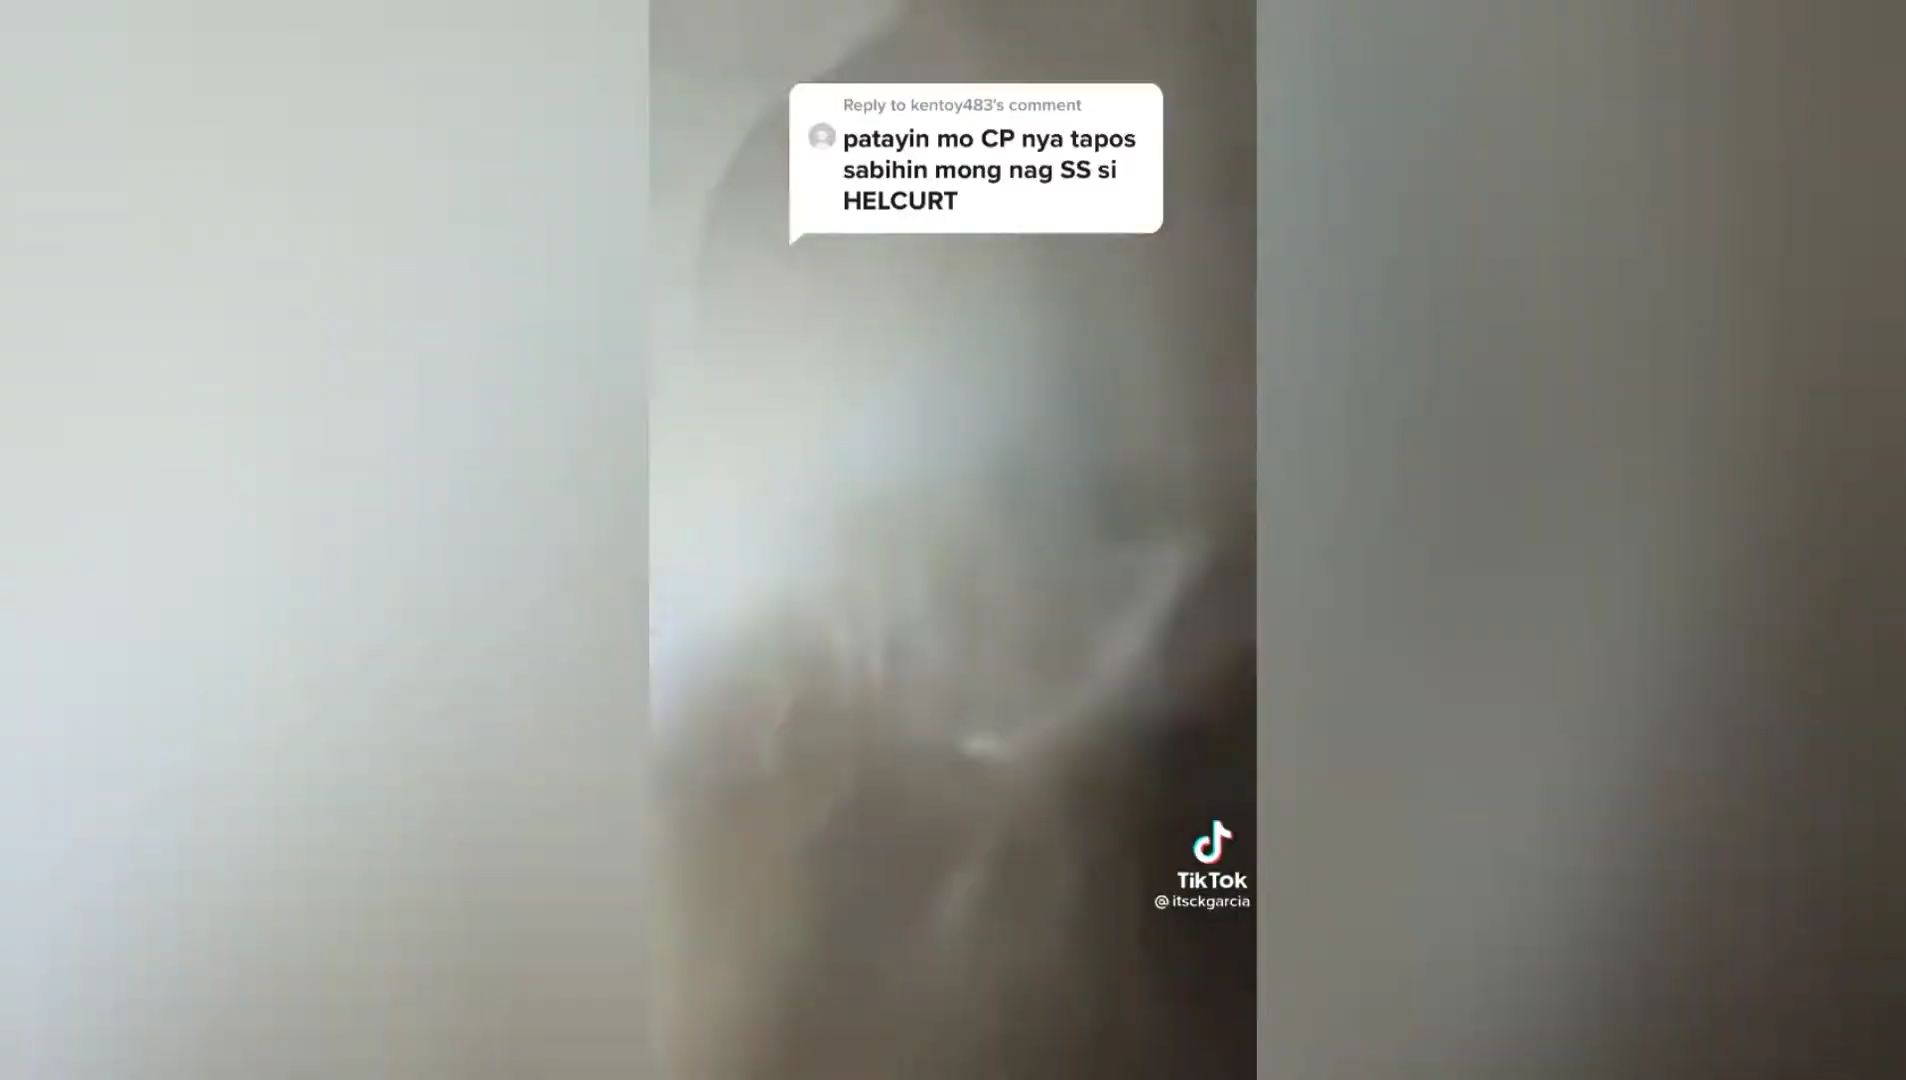 Reply to kentoy483's comment
patayin mo CP nya tapos
sabihin mong nag SS si
HELCURT
TikTok
@itsckgarcia